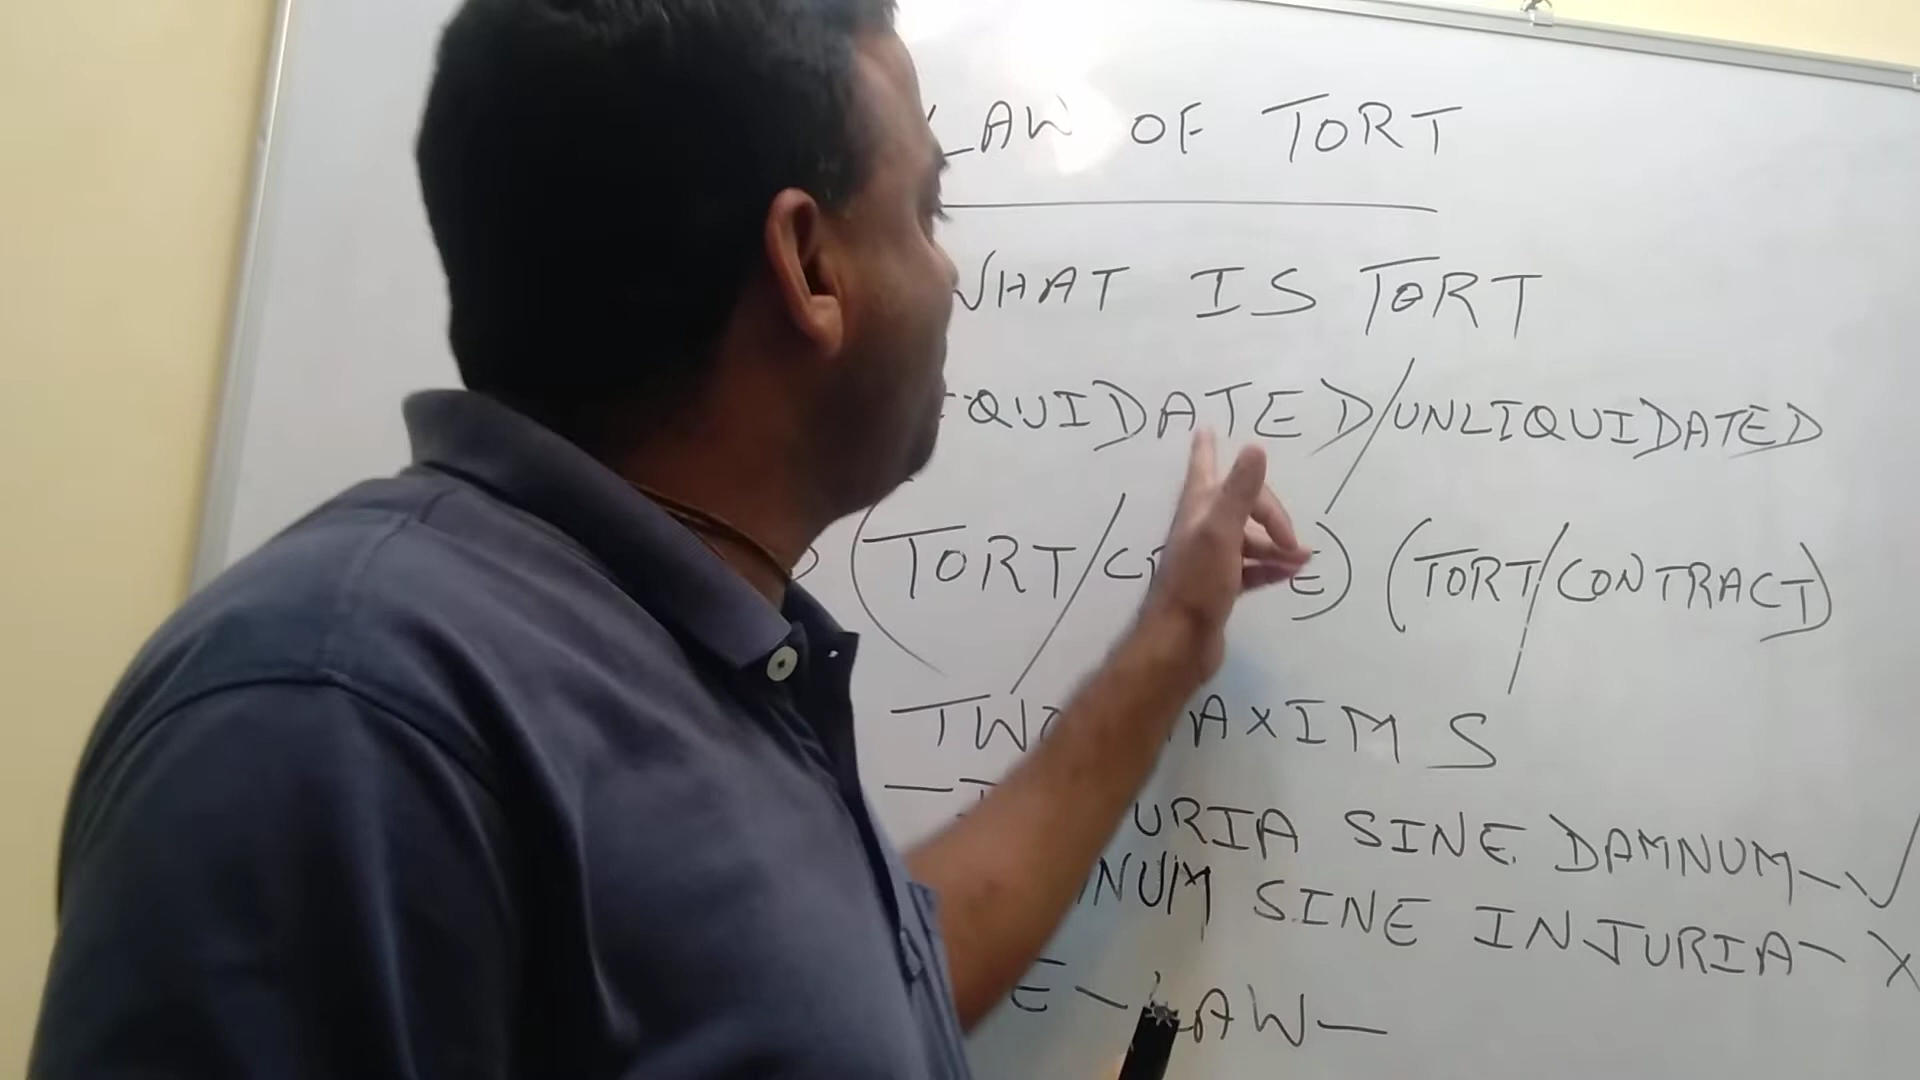 LAW OF TORT
WHAT IS TORT
LIQUIDATED/UNLIQUIDATED
(TORT/CRIME) (TORT/CONTRACT)
TWO MAXIMS
—INJURIA SINE DAMNUM-√
DAMNUM SINE INJURIA-X
LAW—